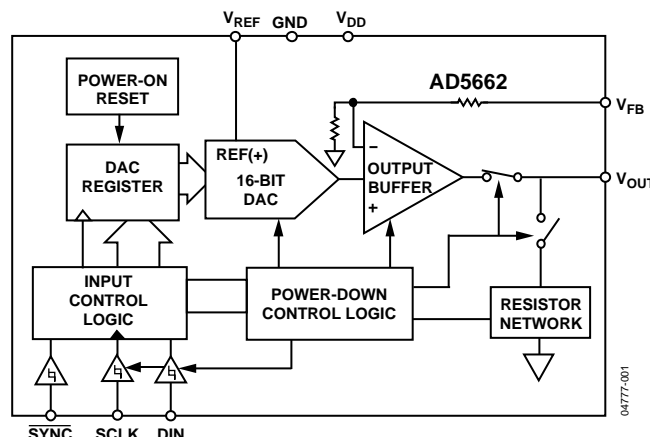 VREF GND VDD
POWER-ON
RESET
AD5662
VFB
REF(+)
16-BIT
DAC
DAC
REGISTER
–
OUTPUT
BUFFER
+
VOUT
INPUT
CONTROL
LOGIC
POWER-DOWN
CONTROL LOGIC
RESISTOR
NETWORK
SYNC SCLK DIN
04777-001